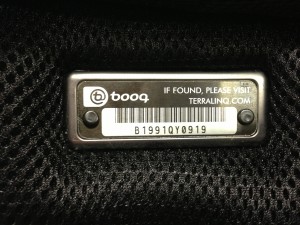 booq
IF FOUND, PLEASE VISIT
TERRALINQ.COM
B1991QY0919